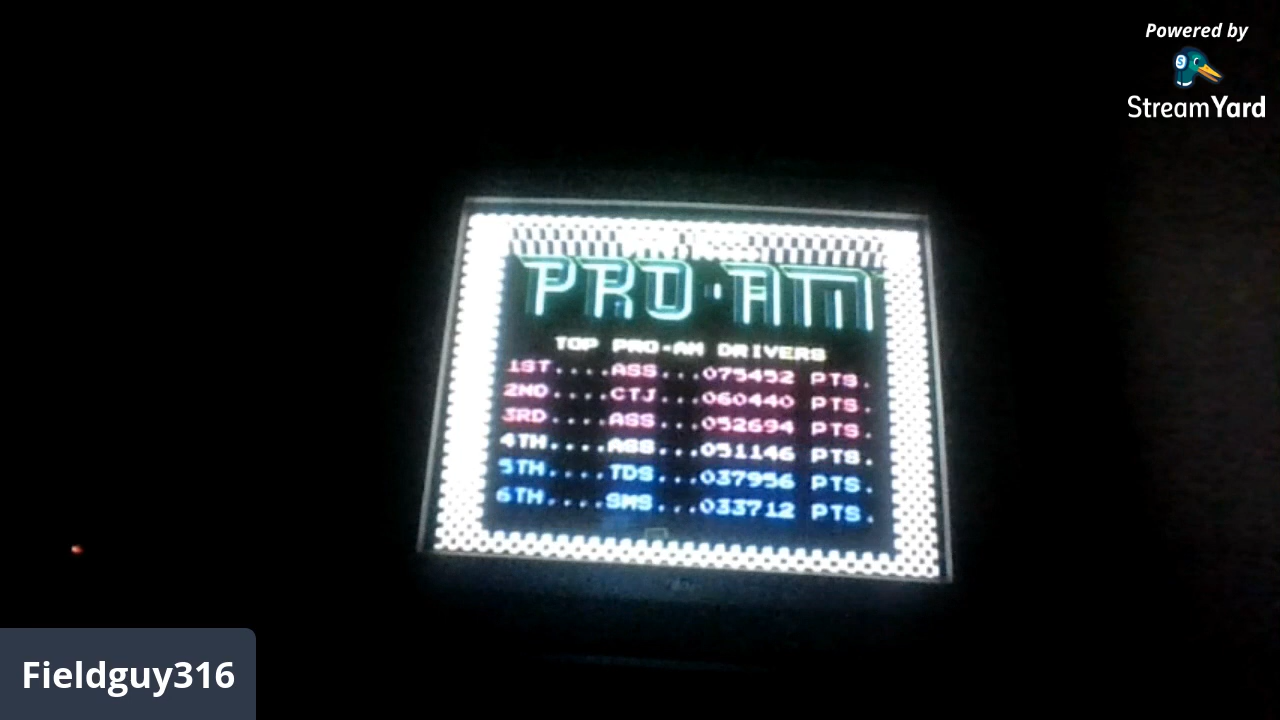 Powered by
StreamYard
PRO-AM
TOP PRO-AM DRIVERS
1ST....ASS...075452 PTS.
2ND....CTJ...060440 PTS.
3RD....ASS...052694 PTS.
4TH....ASS...051146 PTS.
5TH....TDS...037956 PTS.
6TH....SMS...033712 PTS.
Fieldguy316